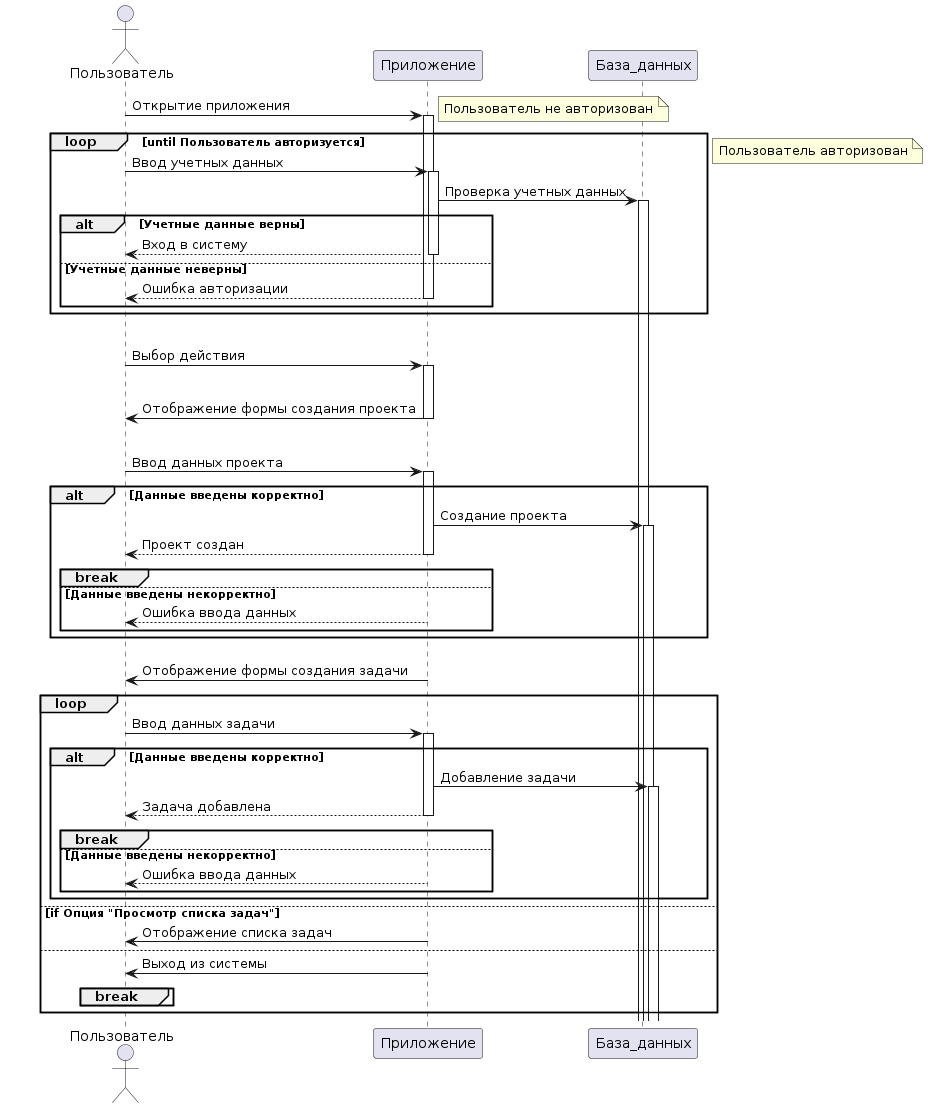 Пользователь
Приложение
База_данных
Открытие приложения
Пользователь не авторизован
loop
[until Пользователь авторизуется]
Пользователь авторизован
Ввод учетных данных
Проверка учетных данных
alt
[Учетные данные верны]
Вход в систему
[Учетные данные неверны]
Ошибка авторизации
Выбор действия
Отображение формы создания проекта
Ввод данных проекта
alt
[Данные введены корректно]
Создание проекта
Проект создан
break
[Данные введены некорректно]
Ошибка ввода данных
Отображение формы создания задачи
loop
Ввод данных задачи
alt
[Данные введены корректно]
Добавление задачи
Задача добавлена
break
[Данные введены некорректно]
Ошибка ввода данных
[if Опция "Просмотр списка задач"]
Отображение списка задач
Выход из системы
break
Пользователь
Приложение
База_данных